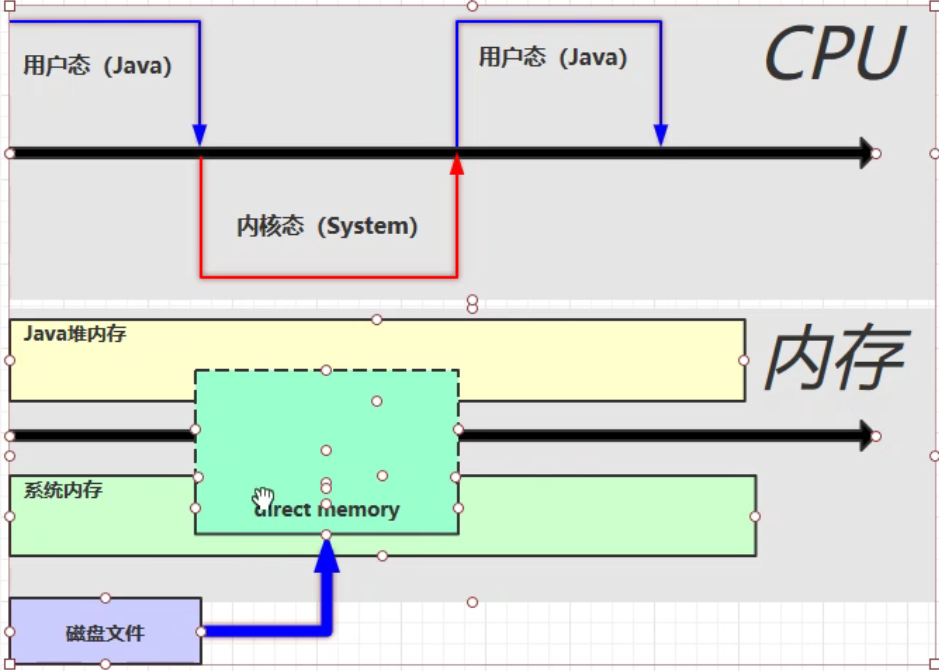 用户态（Java）
用户态（Java）
CPU
内核态（System）
Java堆内存
内存
系统内存
direct memory
磁盘文件